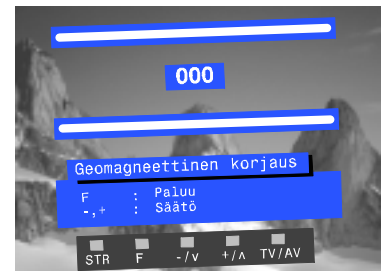 000
Geomagneettinen korjaus
F : Paluu
-,+ : Säätö
STR F -/v +/ʌ TV/AV